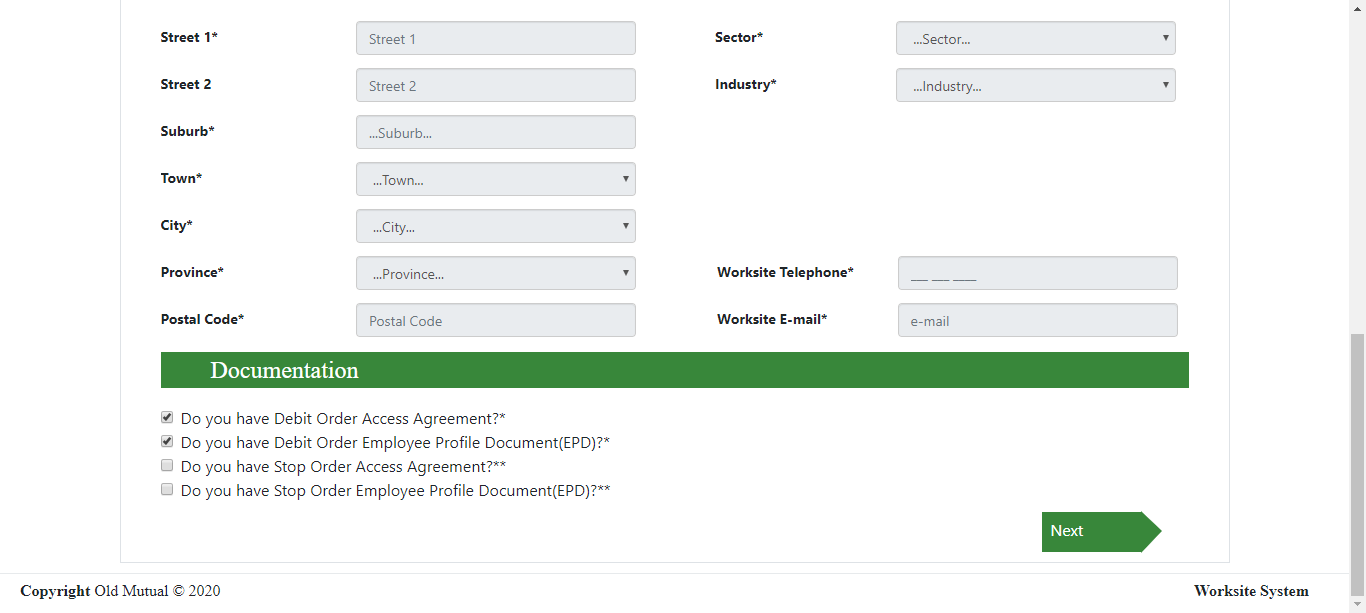 Street 1* Street 1 Sector* ...Sector...
Street 2 Street 2 Industry* ...Industry...
Suburb* ...Suburb...
Town* ...Town...
City* ...City...
Province* ...Province... Worksite Telephone* ___ ___ ____
Postal Code* Postal Code Worksite E-mail* e-mail
Documentation
Do you have Debit Order Access Agreement?*
Do you have Debit Order Employee Profile Document(EPD)?*
Do you have Stop Order Access Agreement?**
Do you have Stop Order Employee Profile Document(EPD)?**
Next
Copyright Old Mutual © 2020 Worksite System